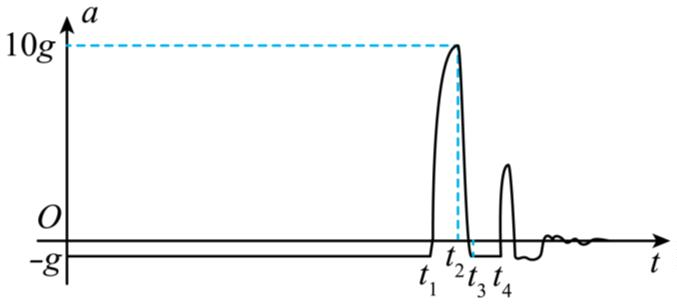 a
10g
O
-g
t₁
t₂
t₃
t₄
t